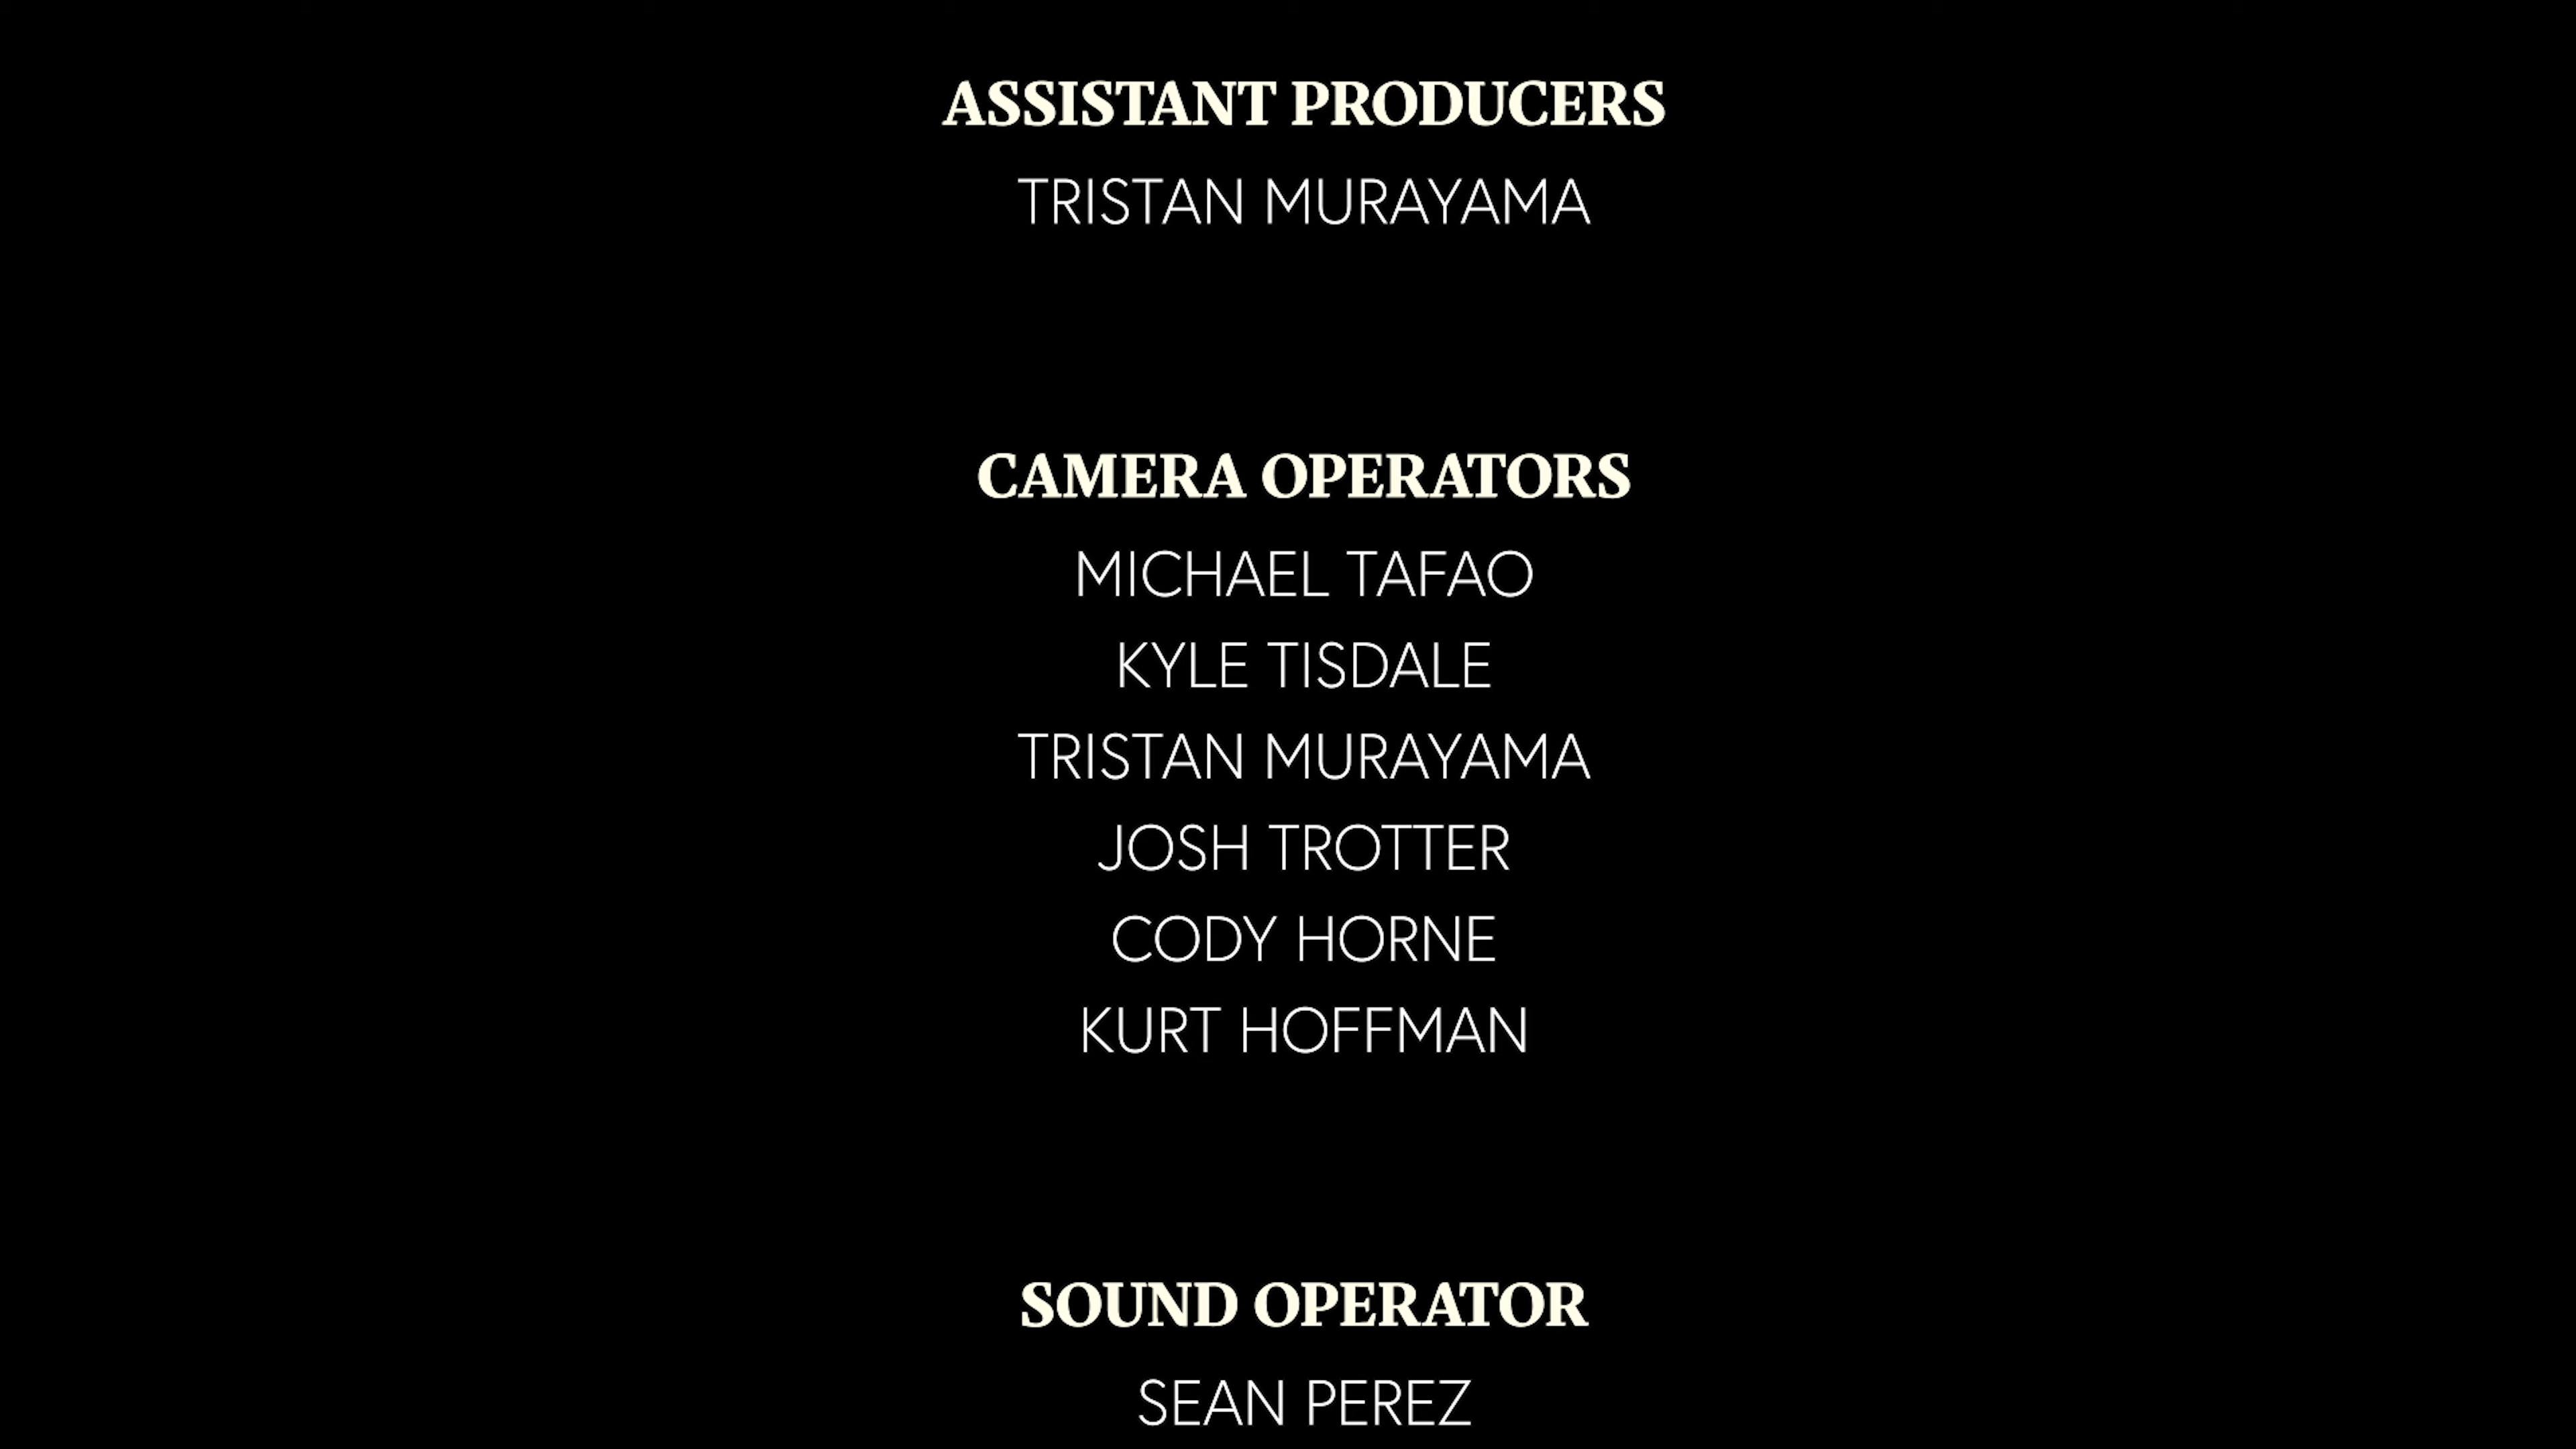 ASSISTANT PRODUCERS
TRISTAN MURAYAMA
CAMERA OPERATORS
MICHAEL TAFAO
KYLE TISDALE
TRISTAN MURAYAMA
JOSH TROTTER
CODY HORNE
KURT HOFFMAN
SOUND OPERATOR
SEAN PEREZ